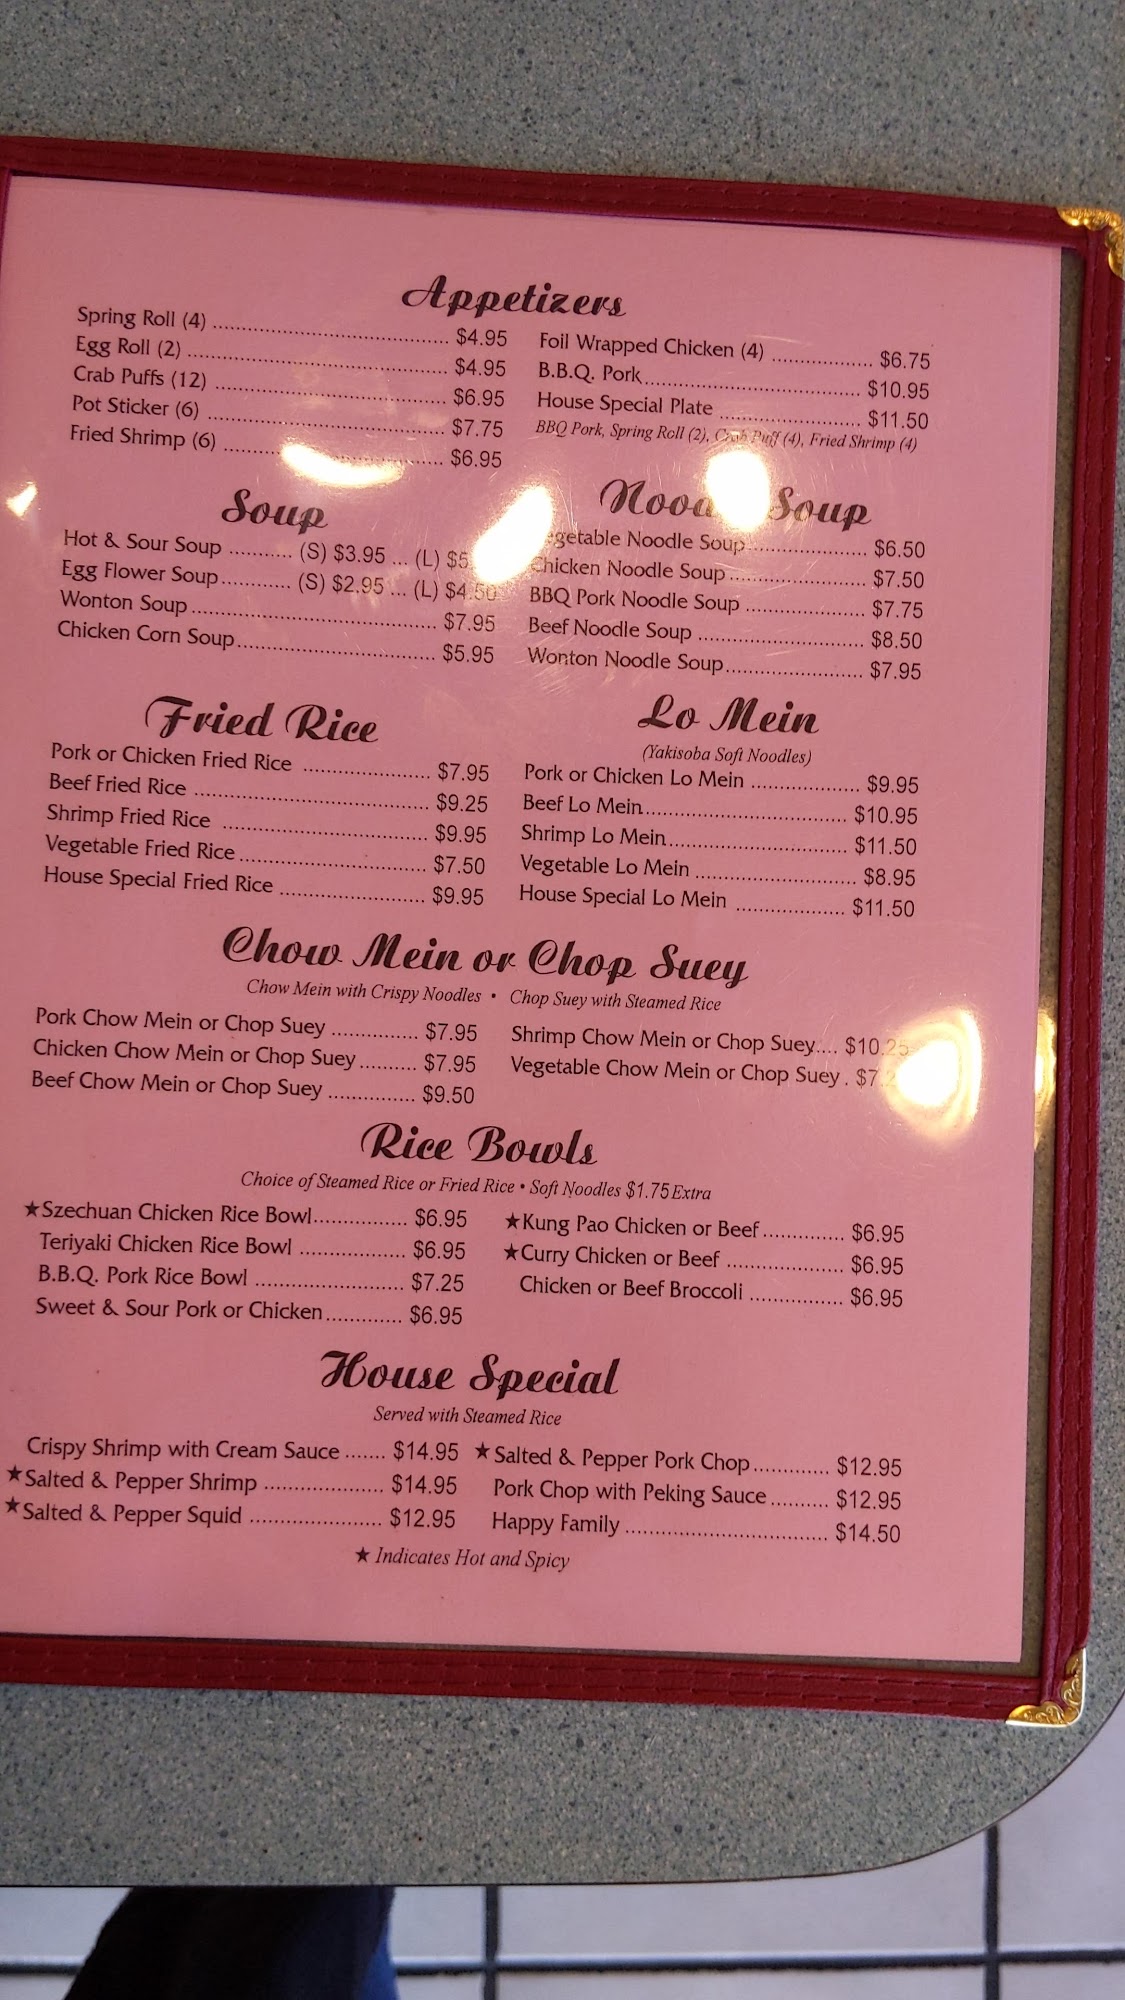 Appetizers
Spring Roll (4) ........ $4.95
Egg Roll (2) ........ $4.95
Crab Puffs (12) ........ $6.95
Pot Sticker (6) ........ $7.75
Fried Shrimp (6) ........ $6.95
Foil Wrapped Chicken (4) ........ $6.75
B.B.Q. Pork ........ $10.95
House Special Plate ........ $11.50
BBQ Pork, Spring Roll (2), Crab Puff (4), Fried Shrimp (4)
Soup
Hot & Sour Soup ........ (S) $3.95 ... (L)
Egg Flower Soup ........ (S) $2.95 ... (L) $4.50
Wonton Soup ........ $7.95
Chicken Corn Soup ........ $5.95
Noodle Soup
Vegetable Noodle Soup ........ $6.50
Chicken Noodle Soup ........ $7.50
BBQ Pork Noodle Soup ........ $7.75
Beef Noodle Soup ........ $8.50
Wonton Noodle Soup ........ $7.95
Fried Rice
Pork or Chicken Fried Rice ........ $7.95
Beef Fried Rice ........ $9.25
Shrimp Fried Rice ........ $9.95
Vegetable Fried Rice ........ $7.50
House Special Fried Rice ........ $9.95
Lo Mein
(Yakisoba Soft Noodles)
Pork or Chicken Lo Mein ........ $9.95
Beef Lo Mein ........ $10.95
Shrimp Lo Mein ........ $11.50
Vegetable Lo Mein ........ $8.95
House Special Lo Mein ........ $11.50
Chow Mein or Chop Suey
Chow Mein with Crispy Noodles • Chop Suey with Steamed Rice
Pork Chow Mein or Chop Suey ........ $7.95
Chicken Chow Mein or Chop Suey ........ $7.95
Beef Chow Mein or Chop Suey ........ $9.50
Shrimp Chow Mein or Chop Suey .... $10.25
Vegetable Chow Mein or Chop Suey .
Rice Bowls
Choice of Steamed Rice or Fried Rice • Soft Noodles $1.75 Extra
★Szechuan Chicken Rice Bowl ........ $6.95
Teriyaki Chicken Rice Bowl ........ $6.95
B.B.Q. Pork Rice Bowl ........ $7.25
Sweet & Sour Pork or Chicken ........ $6.95
★Kung Pao Chicken or Beef ........ $6.95
★Curry Chicken or Beef ........ $6.95
Chicken or Beef Broccoli ........ $6.95
House Special
Served with Steamed Rice
Crispy Shrimp with Cream Sauce ....... $14.95
★Salted & Pepper Shrimp ........ $14.95
★Salted & Pepper Squid ........ $12.95
★Salted & Pepper Pork Chop ........ $12.95
Pork Chop with Peking Sauce ........ $12.95
Happy Family ........ $14.50
★ Indicates Hot and Spicy